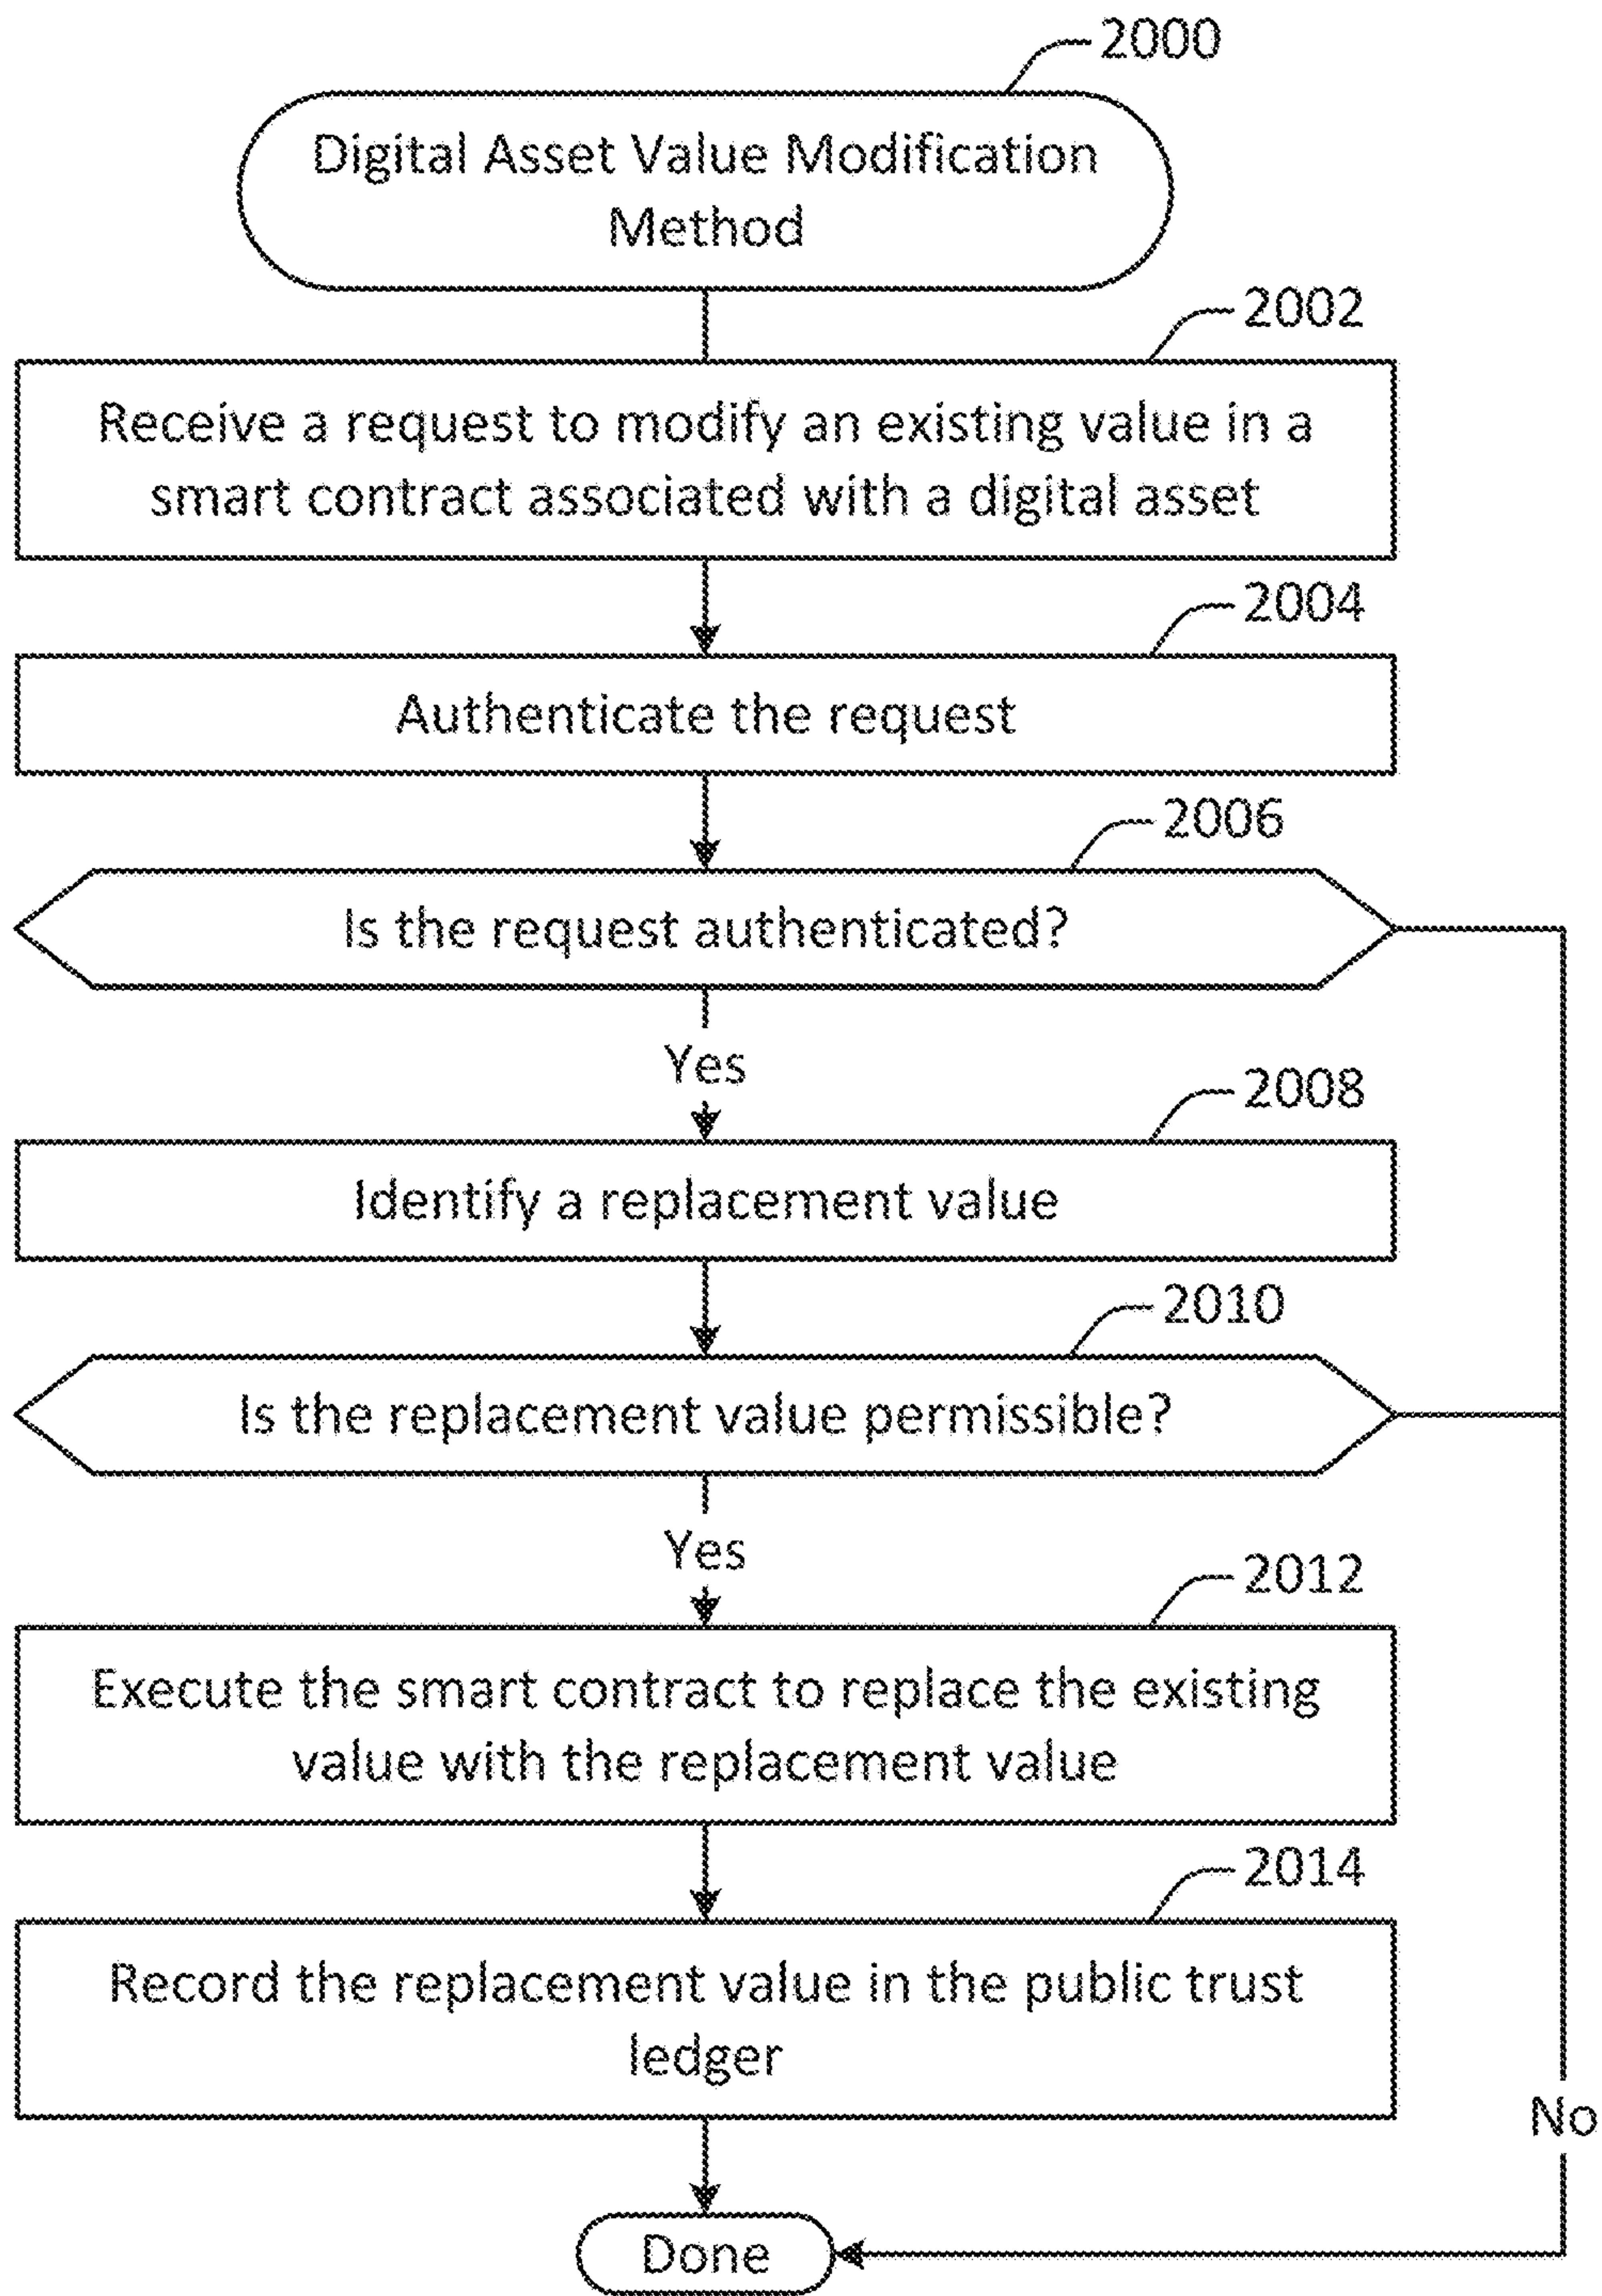 2000
Digital Asset Value Modification
Method
2002
Receive a request to modify an existing value in a
smart contract associated with a digital asset
2004
Authenticate the request
2006
Is the request authenticated?
Yes
2008
Identify a replacement value
2010
Is the replacement value permissible?
Yes
2012
Execute the smart contract to replace the existing
value with the replacement value
2014
Record the replacement value in the public trust
ledger
No
Done